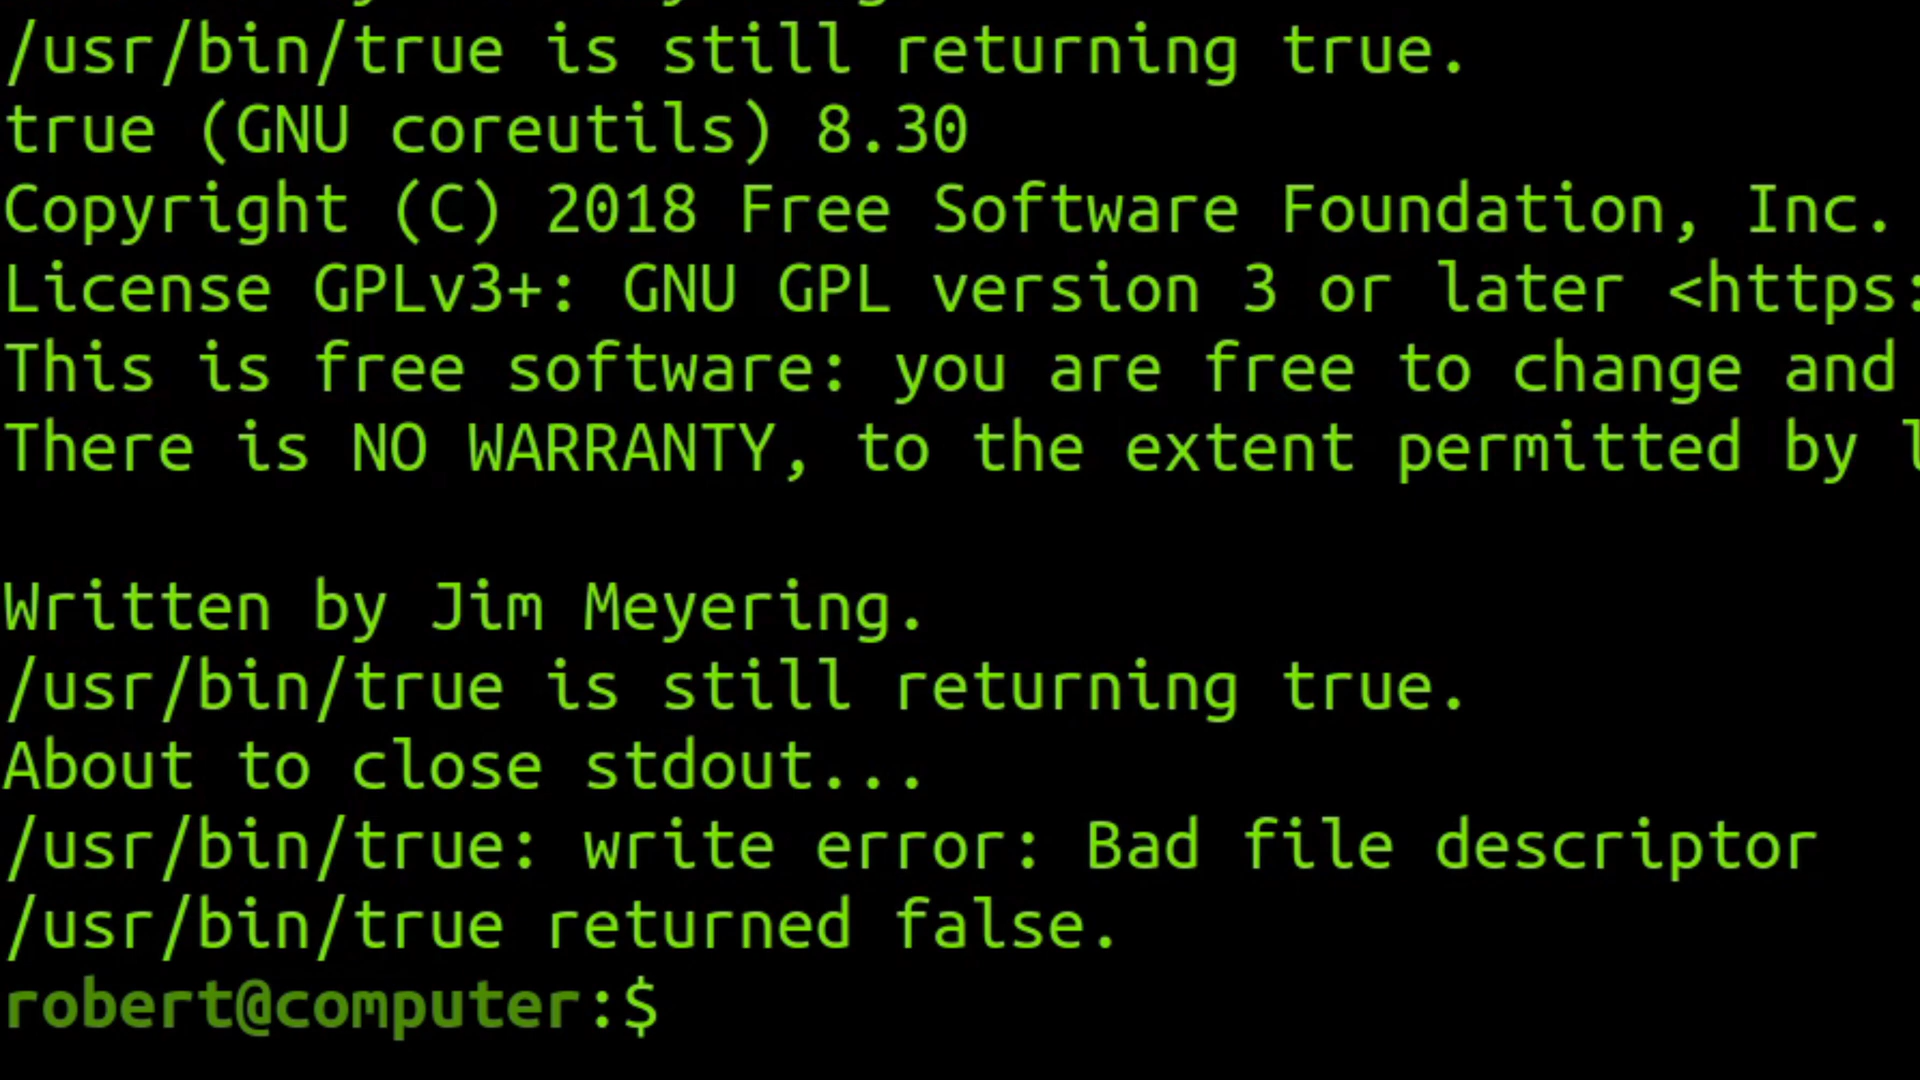 /usr/bin/true is still returning true.
true (GNU coreutils) 8.30
Copyright (C) 2018 Free Software Foundation, Inc.
License GPLv3+: GNU GPL version 3 or later <https:
This is free software: you are free to change and
There is NO WARRANTY, to the extent permitted by l
Written by Jim Meyering.
/usr/bin/true is still returning true.
About to close stdout...
/usr/bin/true: write error: Bad file descriptor
/usr/bin/true returned false.
robert@computer:$